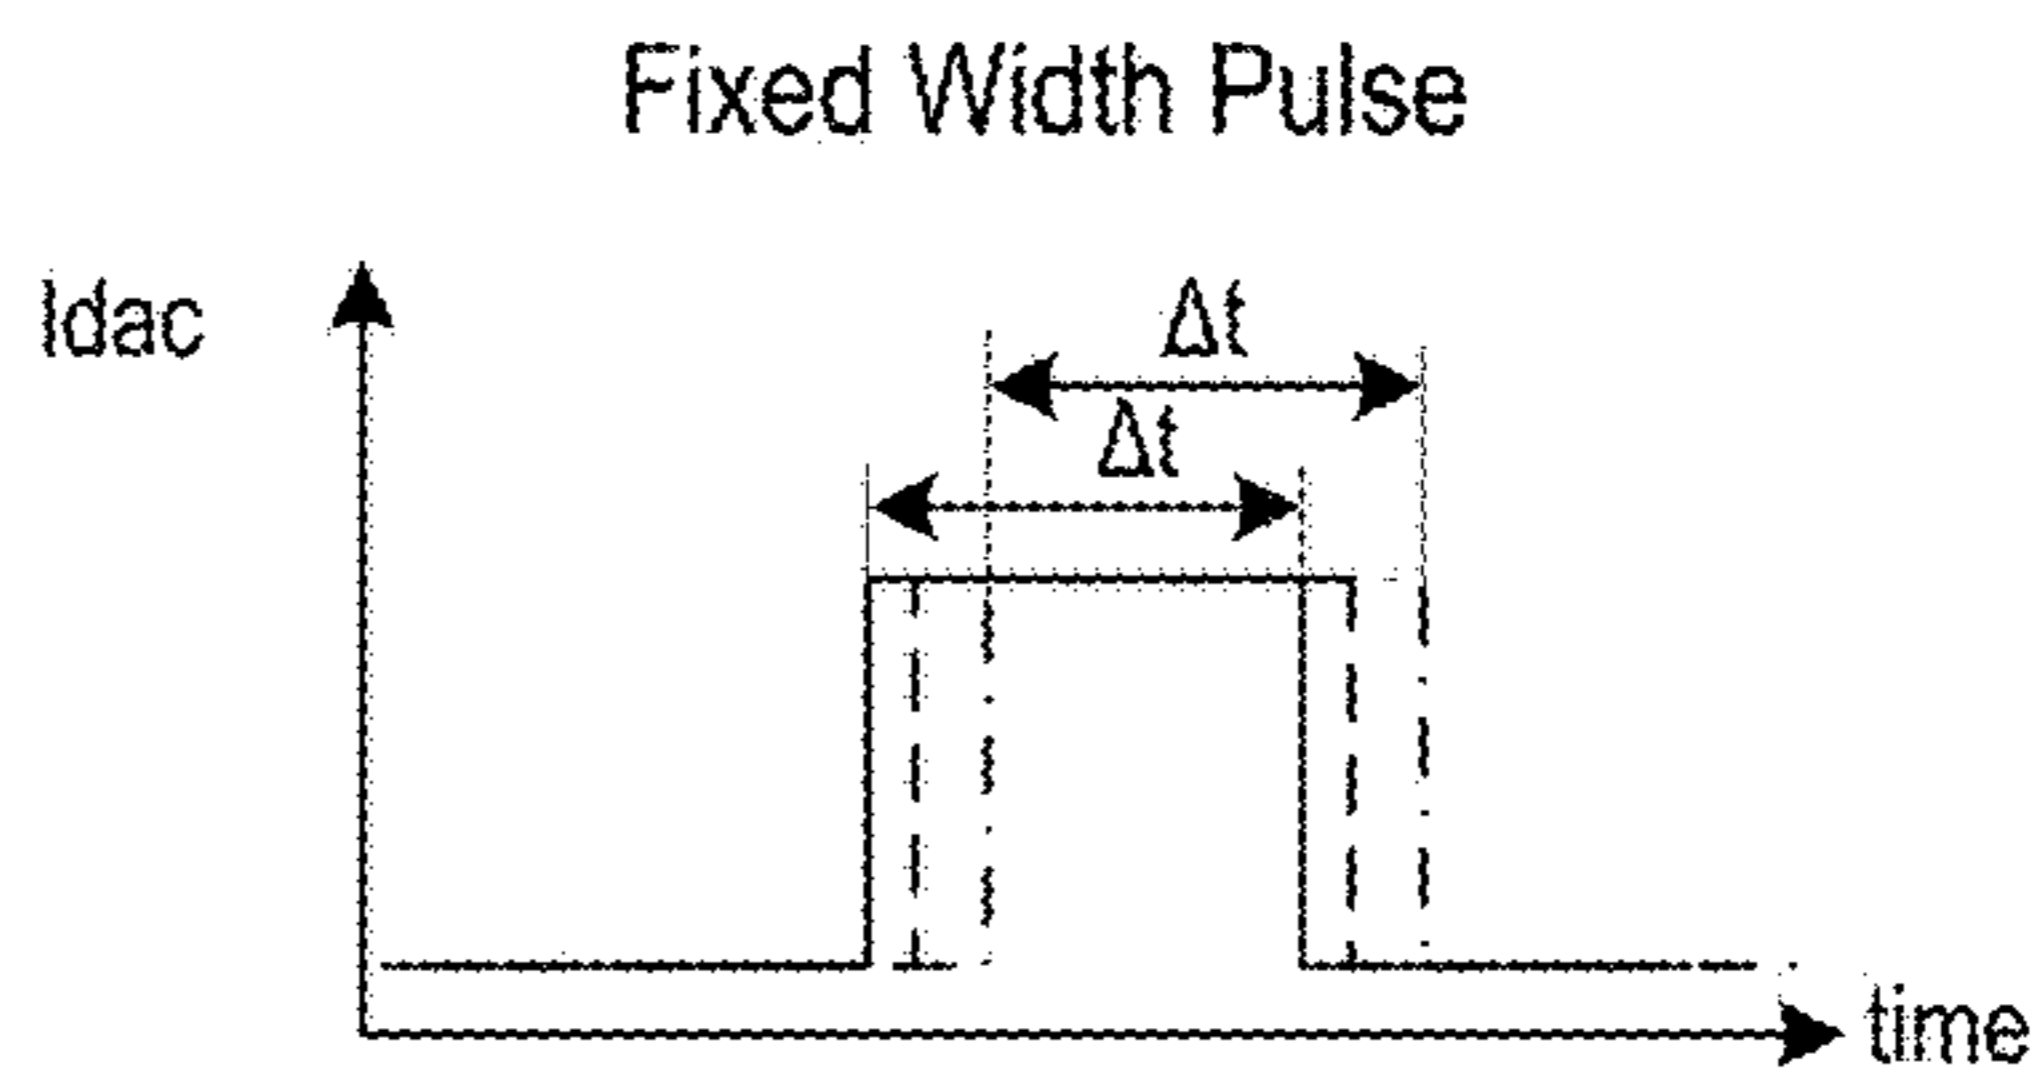 Fixed Width Pulse
Idac
Δt
Δt
time